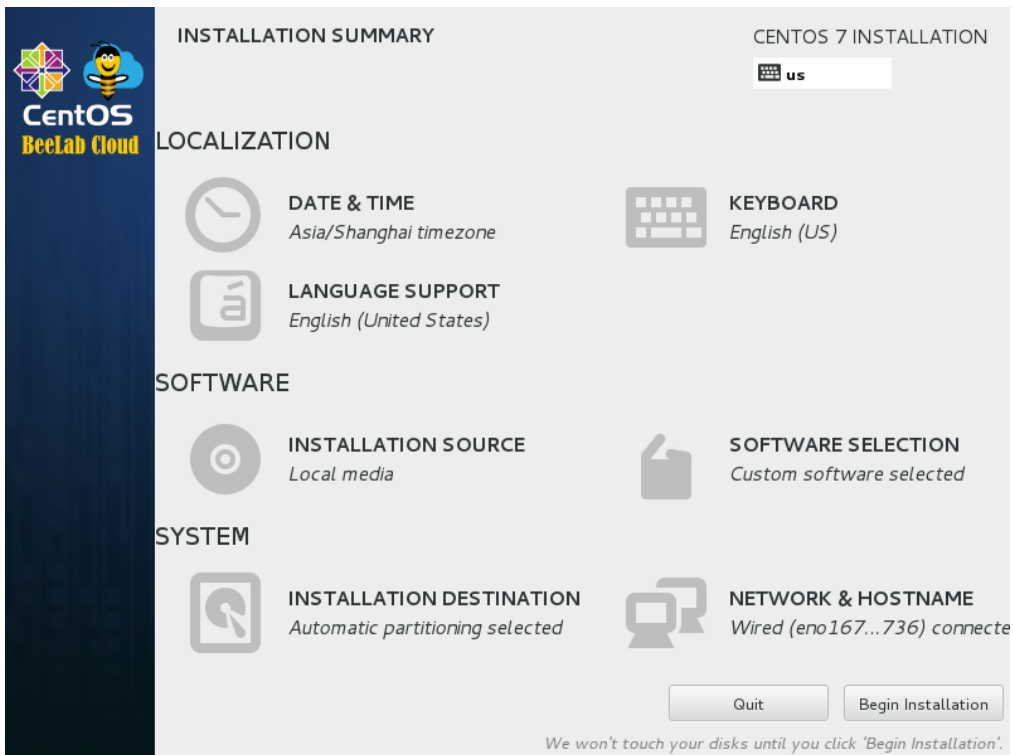 INSTALLATION SUMMARY
CENTOS 7 INSTALLATION
us
CentOS
BeeLab Cloud
LOCALIZATION
DATE & TIME
Asia/Shanghai timezone
KEYBOARD
English (US)
á
LANGUAGE SUPPORT
English (United States)
SOFTWARE
INSTALLATION SOURCE
Local media
SOFTWARE SELECTION
Custom software selected
SYSTEM
INSTALLATION DESTINATION
Automatic partitioning selected
NETWORK & HOSTNAME
Wired (eno167...736) connecte
Quit
Begin Installation
We won't touch your disks until you click 'Begin Installation'.